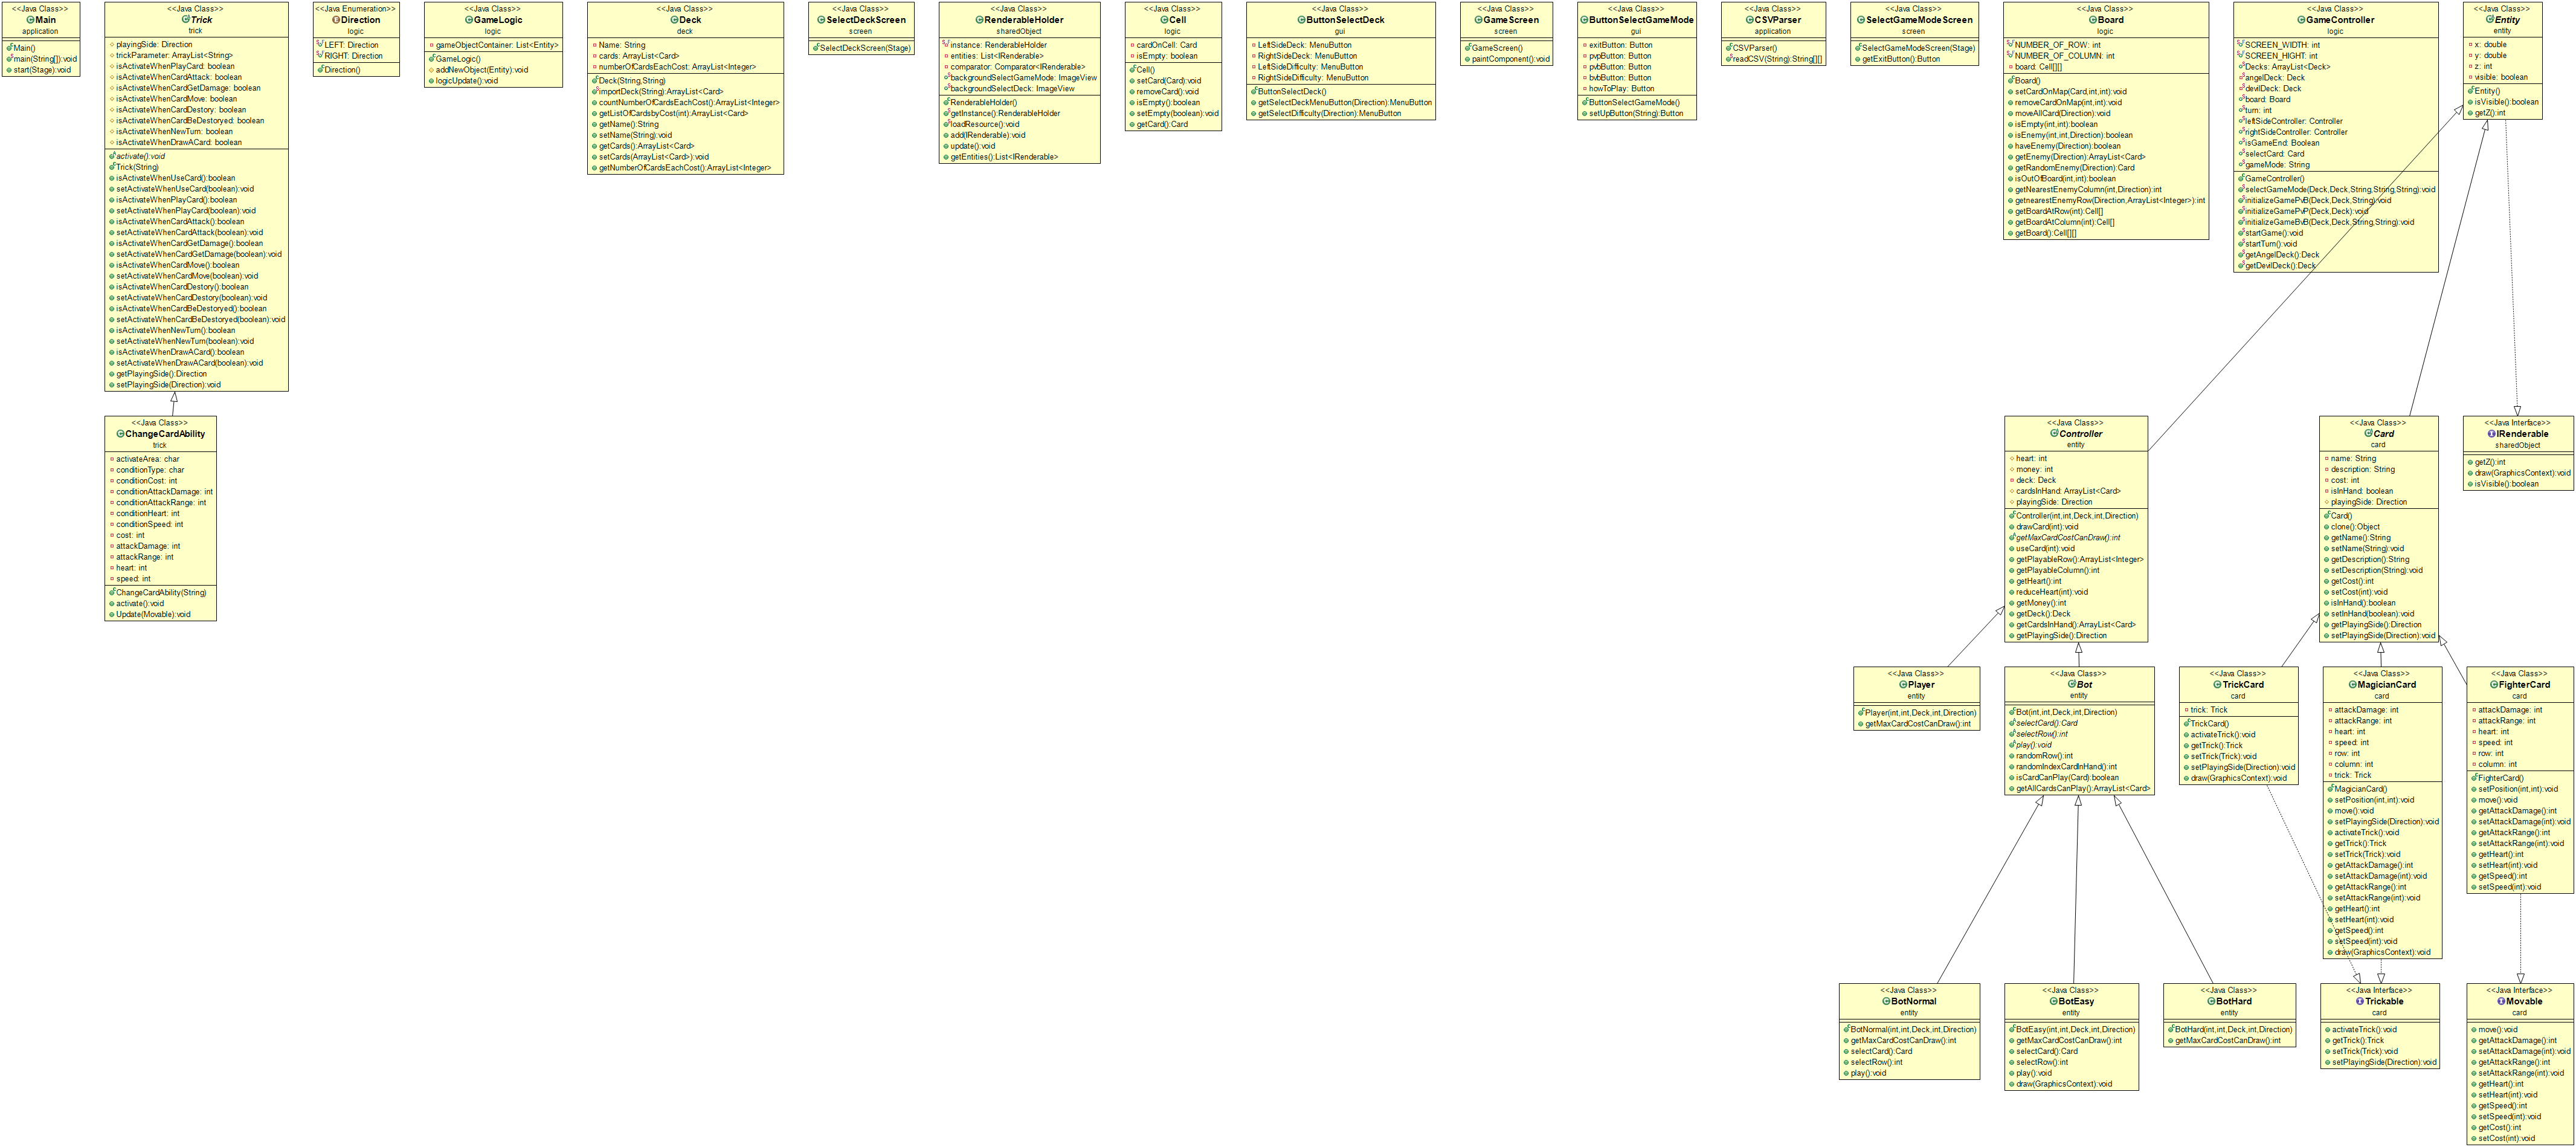 <<Java Class>>
Main
application
Main()
main(String[]):void
start(Stage):void
<<Java Class>>
Trick
trick
playingSide: Direction
trickParameter: ArrayList<String>
isActivateWhenPlayCard: boolean
isActivateWhenCardAttack: boolean
isActivateWhenCardGetDamage: boolean
isActivateWhenCardMove: boolean
isActivateWhenCardDestory: boolean
isActivateWhenCardBeDestoryed: boolean
isActivateWhenNewTurn: boolean
isActivateWhenDrawACard: boolean
activate():void
Trick(String)
isActivateWhenUseCard():boolean
setActivateWhenUseCard(boolean):void
isActivateWhenPlayCard():boolean
setActivateWhenPlayCard(boolean):void
isActivateWhenCardAttack():boolean
setActivateWhenCardAttack(boolean):void
isActivateWhenCardGetDamage():boolean
setActivateWhenCardGetDamage(boolean):void
isActivateWhenCardMove():boolean
setActivateWhenCardMove(boolean):void
isActivateWhenCardDestory():boolean
setActivateWhenCardDestory(boolean):void
isActivateWhenCardBeDestoryed():boolean
setActivateWhenCardBeDestoryed(boolean):void
isActivateWhenNewTurn():boolean
setActivateWhenNewTurn(boolean):void
isActivateWhenDrawACard():boolean
setActivateWhenDrawACard(boolean):void
getPlayingSide():Direction
setPlayingSide(Direction):void
<<Java Enumeration>>
Direction
logic
LEFT: Direction
RIGHT: Direction
Direction()
<<Java Class>>
GameLogic
logic
gameObjectContainer: List<Entity>
GameLogic()
addNewObject(Entity):void
logicUpdate():void
<<Java Class>>
Deck
deck
Name: String
cards: ArrayList<Card>
numberOfCardsEachCost: ArrayList<Integer>
Deck(String,String)
importDeck(String):ArrayList<Card>
countNumberOfCardsEachCost():ArrayList<Integer>
getListOfCardsbyCost(int):ArrayList<Card>
getName():String
setName(String):void
getCards():ArrayList<Card>
setCards(ArrayList<Card>):void
getNumberOfCardsEachCost():ArrayList<Integer>
<<Java Class>>
SelectDeckScreen
screen
SelectDeckScreen(Stage)
<<Java Class>>
RenderableHolder
sharedObject
instance: RenderableHolder
entities: List<IRenderable>
comparator: Comparator<IRenderable>
backgroundSelectGameMode: ImageView
backgroundSelectDeck: ImageView
RenderableHolder()
getInstance():RenderableHolder
loadResource():void
add(IRenderable):void
update():void
getEntities():List<IRenderable>
<<Java Class>>
Cell
logic
cardOnCell: Card
isEmpty: boolean
Cell()
setCard(Card):void
removeCard():void
isEmpty():boolean
setEmpty(boolean):void
getCard():Card
<<Java Class>>
ButtonSelectDeck
gui
LeftSideDeck: MenuButton
RightSideDeck: MenuButton
LeftSideDifficulty: MenuButton
RightSideDifficulty: MenuButton
ButtonSelectDeck()
getSelectDeckMenuButton(Direction):MenuButton
getSelectDifficulty(Direction):MenuButton
<<Java Class>>
GameScreen
screen
GameScreen()
paintComponent():void
<<Java Class>>
ButtonSelectGameMode
gui
exitButton: Button
pvpButton: Button
pvbButton: Button
bvbButton: Button
howToPlay: Button
ButtonSelectGameMode()
setUpButton(String):Button
<<Java Class>>
CSVParser
application
CSVParser()
readCSV(String):String[][]
<<Java Class>>
SelectGameModeScreen
screen
SelectGameModeScreen(Stage)
getExitButton():Button
<<Java Class>>
Board
logic
NUMBER_OF_ROW: int
NUMBER_OF_COLUMN: int
board: Cell[][]
Board()
setCardOnMap(Card,int,int):void
removeCardOnMap(int,int):void
moveAllCard(Direction):void
isEmpty(int,int):boolean
isEnemy(int,int,Direction):boolean
haveEnemy(Direction):boolean
getEnemy(Direction):ArrayList<Card>
getRandomEnemy(Direction):Card
isOutOfBoard(int,int):boolean
getNearestEnemyColumn(int,Direction):int
getnearestEnemyRow(Direction,ArrayList<Integer>):int
getBoardAtRow(int):Cell[]
getBoardAtColumn(int):Cell[]
getBoard():Cell[][]
<<Java Class>>
GameController
logic
SCREEN_WIDTH: int
SCREEN_HIGHT: int
Decks: ArrayList<Deck>
angelDeck: Deck
devilDeck: Deck
board: Board
turn: int
leftSideController: Controller
rightSideController: Controller
isGameEnd: Boolean
selectCard: Card
gameMode: String
GameController()
selectGameMode(Deck,Deck,String,String,String):void
initializeGamePvB(Deck,Deck,String):void
initializeGamePvP(Deck,Deck):void
initializeGameBvB(Deck,Deck,String,String):void
startGame():void
startTurn():void
getAngelDeck():Deck
getDevilDeck():Deck
<<Java Class>>
Entity
entity
x: double
y: double
z: int
visible: boolean
Entity()
isVisible():boolean
getZ():int
<<Java Class>>
ChangeCardAbility
trick
activateArea: char
conditionType: char
conditionCost: int
conditionAttackDamage: int
conditionAttackRange: int
conditionHeart: int
conditionSpeed: int
cost: int
attackDamage: int
attackRange: int
heart: int
speed: int
ChangeCardAbility(String)
activate():void
Update(Movable):void
<<Java Class>>
Controller
entity
heart: int
money: int
deck: Deck
cardsInHand: ArrayList<Card>
playingSide: Direction
Controller(int,int,Deck,int,Direction)
drawCard(int):void
getMaxCardCostCanDraw():int
useCard(int):void
getPlayableRow():ArrayList<Integer>
getPlayableColumn():int
getHeart():int
reduceHeart(int):void
getMoney():int
getDeck():Deck
getCardsInHand():ArrayList<Card>
getPlayingSide():Direction
<<Java Class>>
Card
card
name: String
description: String
cost: int
isInHand: boolean
playingSide: Direction
Card()
clone():Object
getName():String
setName(String):void
getDescription():String
setDescription(String):void
getCost():int
setCost(int):void
isInHand():boolean
setInHand(boolean):void
getPlayingSide():Direction
setPlayingSide(Direction):void
<<Java Interface>>
IRenderable
sharedObject
getZ():int
draw(GraphicsContext):void
isVisible():boolean
<<Java Class>>
Player
entity
Player(int,int,Deck,int,Direction)
getMaxCardCostCanDraw():int
<<Java Class>>
Bot
entity
Bot(int,int,Deck,int,Direction)
selectCard():Card
selectRow():int
play():void
randomRow():int
randomIndexCardInHand():int
isCardCanPlay(Card):boolean
getAllCardsCanPlay():ArrayList<Card>
<<Java Class>>
TrickCard
card
trick: Trick
TrickCard()
activateTrick():void
getTrick():Trick
setTrick(Trick):void
setPlayingSide(Direction):void
draw(GraphicsContext):void
<<Java Class>>
MagicianCard
card
attackDamage: int
attackRange: int
heart: int
speed: int
row: int
column: int
trick: Trick
MagicianCard()
setPosition(int,int):void
move():void
setPlayingSide(Direction):void
activateTrick():void
getTrick():Trick
setTrick(Trick):void
getAttackDamage():int
setAttackDamage(int):void
getAttackRange():int
setAttackRange(int):void
getHeart():int
setHeart(int):void
getSpeed():int
setSpeed(int):void
draw(GraphicsContext):void
<<Java Class>>
FighterCard
card
attackDamage: int
attackRange: int
heart: int
speed: int
row: int
column: int
FighterCard()
setPosition(int,int):void
move():void
getAttackDamage():int
setAttackDamage(int):void
getAttackRange():int
setAttackRange(int):void
getHeart():int
setHeart(int):void
getSpeed():int
setSpeed(int):void
<<Java Class>>
BotNormal
entity
BotNormal(int,int,Deck,int,Direction)
getMaxCardCostCanDraw():int
selectCard():Card
selectRow():int
play():void
<<Java Class>>
BotEasy
entity
BotEasy(int,int,Deck,int,Direction)
getMaxCardCostCanDraw():int
selectCard():Card
selectRow():int
play():void
draw(GraphicsContext):void
<<Java Class>>
BotHard
entity
BotHard(int,int,Deck,int,Direction)
getMaxCardCostCanDraw():int
<<Java Interface>>
Trickable
card
activateTrick():void
getTrick():Trick
setTrick(Trick):void
setPlayingSide(Direction):void
<<Java Interface>>
Movable
card
move():void
getAttackDamage():int
setAttackDamage(int):void
getAttackRange():int
setAttackRange(int):void
getHeart():int
setHeart(int):void
getSpeed():int
setSpeed(int):void
getCost():int
setCost(int):void